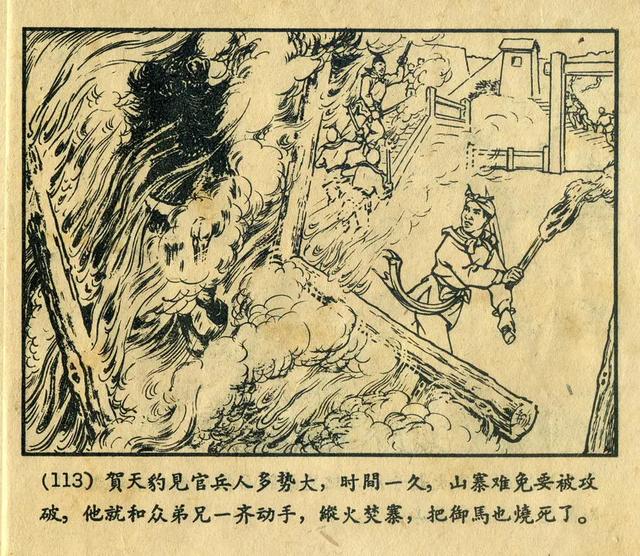 (113) 賀天豹見官兵人多勢大，时間一久，山寨难免要被攻
破，他就和众弟兄一齐动手，縱火焚寨，把御馬也燒死了。